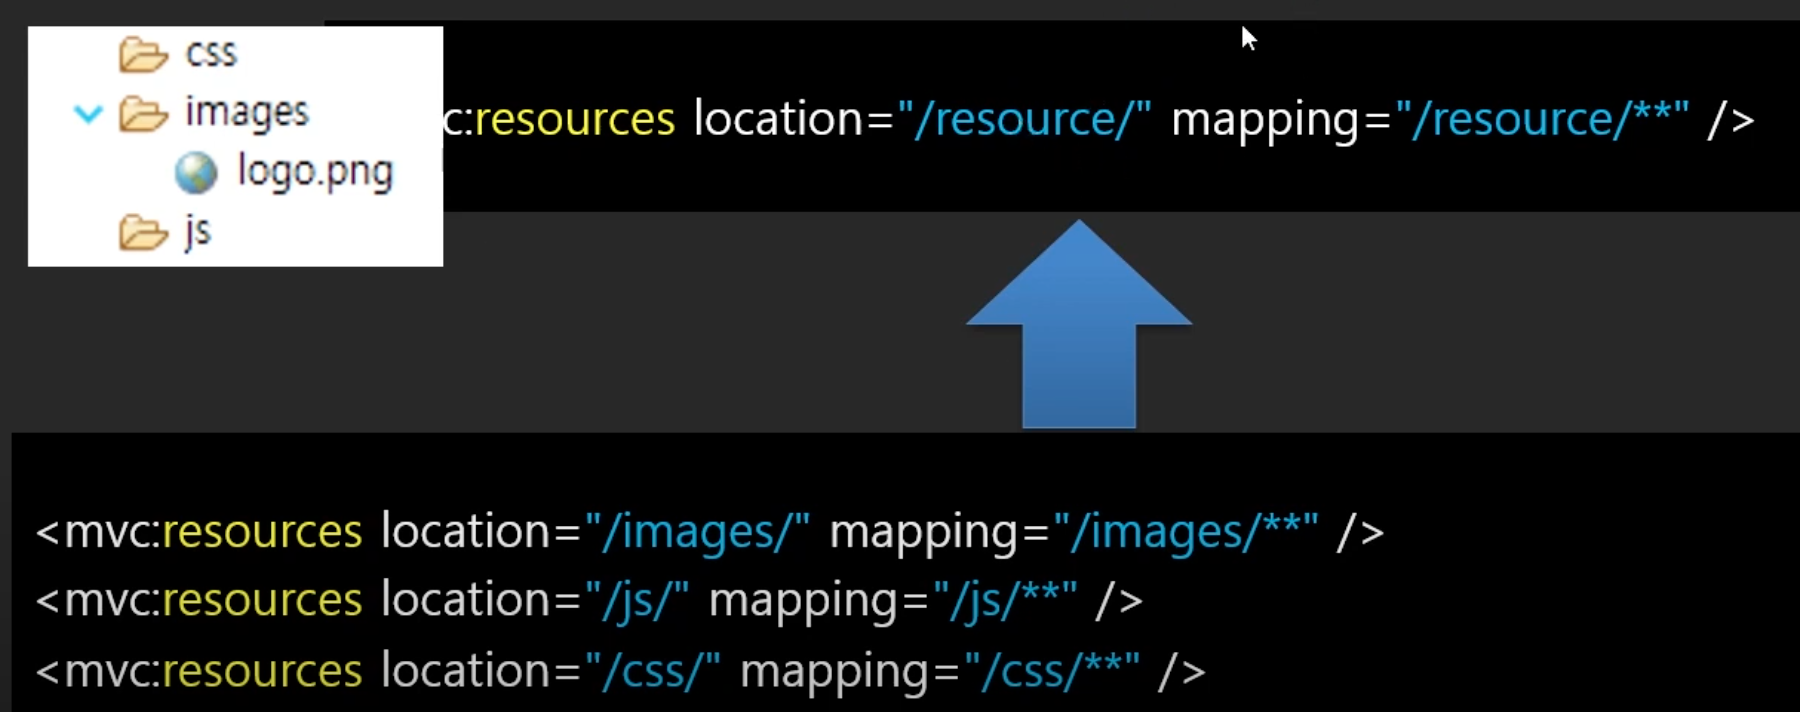 css
images
logo.png
js
c:resources location="/resource/" mapping="/resource/**" />
<mvc:resources location="/images/" mapping="/images/**" />
<mvc:resources location="/js/" mapping="/js/**" />
<mvc:resources location="/css/" mapping="/css/**" />